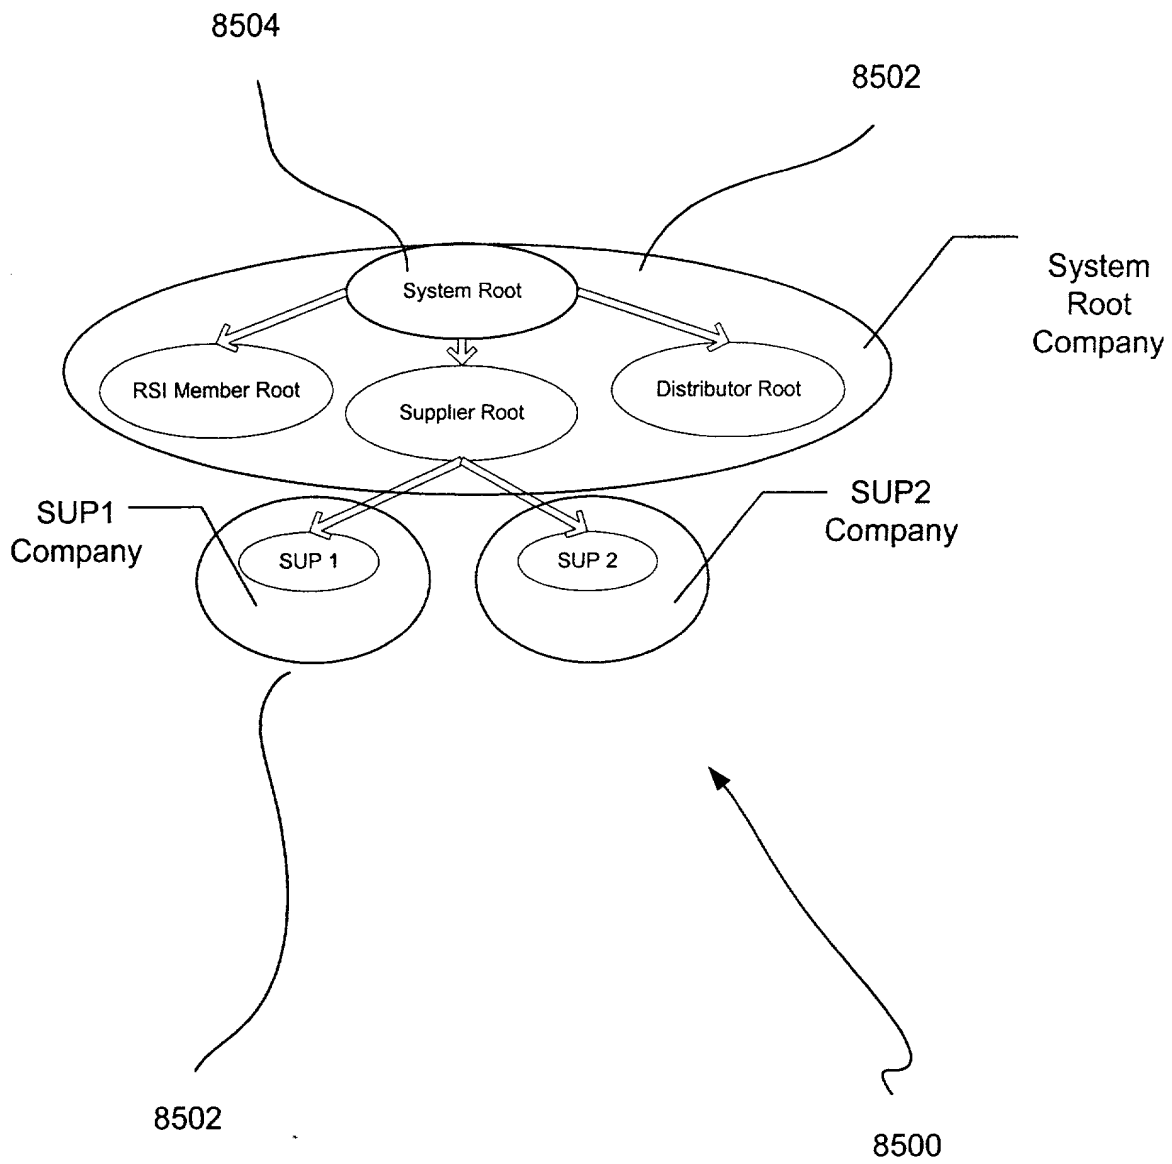 8504
8502
System Root
System
Root
Company
RSI Member Root
Supplier Root
Distributor Root
SUP1
Company
SUP2
Company
SUP 1
SUP 2
8502
8500